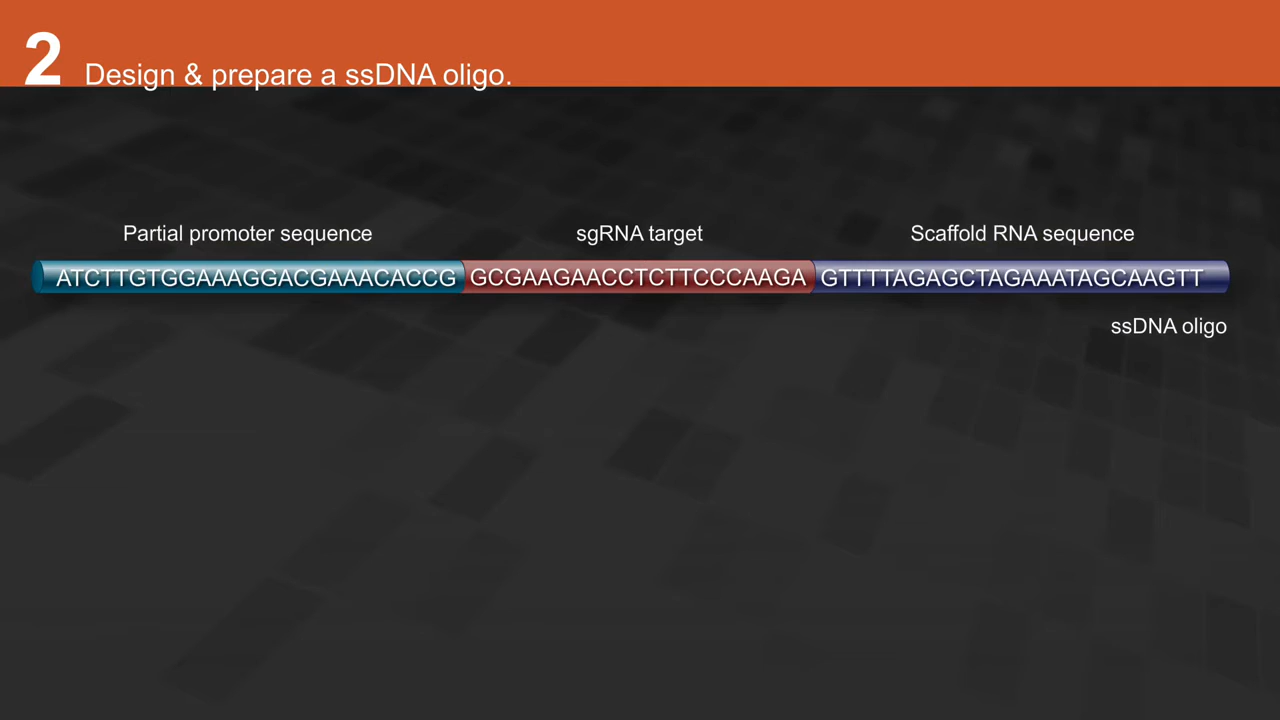 2 Design & prepare a ssDNA oligo.
Partial promoter sequence sgRNA target Scaffold RNA sequence
ATCTTGTGGAAAGGACGAAACACCG GCGAAGAACCTCTTCCCAAGA GTTTTAGAGCTAGAAATAGCAAGTT
ssDNA oligo